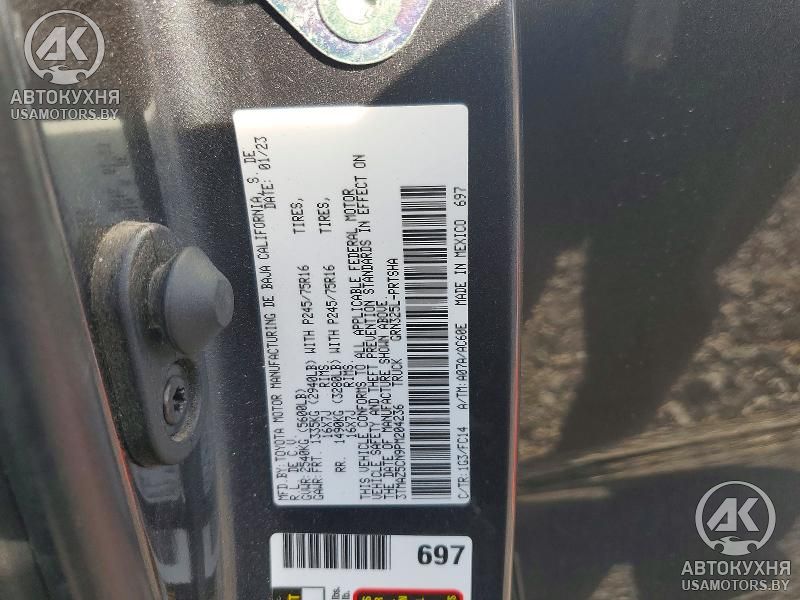 AK
АВТОКУХНЯ
USAMOTORS.BY
MFD.BY:TOYOTA MOTOR MANUFACTURING DE BAJA CALIFORNIA, S. DE
R.L. DE C.V. DATE: 01/23
GVWR 2540KG (5600LB)
GAWR FRT. 1335KG (2940LB) WITH P245/75R16 TIRES,
16X7J RIMS
RR. 1490KG (3280LB) WITH P245/75R16 TIRES,
16X7J RIMS
THIS VEHICLE CONFORMS TO ALL APPLICABLE FEDERAL MOTOR
VEHICLE SAFETY AND THEFT PREVENTION STANDARDS IN EFFECT ON
THE DATE OF MANUFACTURE SHOWN ABOVE.
3TMAZ5CN9PM204236 TRUCK GRN325L-PRTSHA
C/TR:1G3/FC14 A/TM:A07A/AC60E MADE IN MEXICO 697
697
AK
АВТОКУХНЯ
USAMOTORS.BY